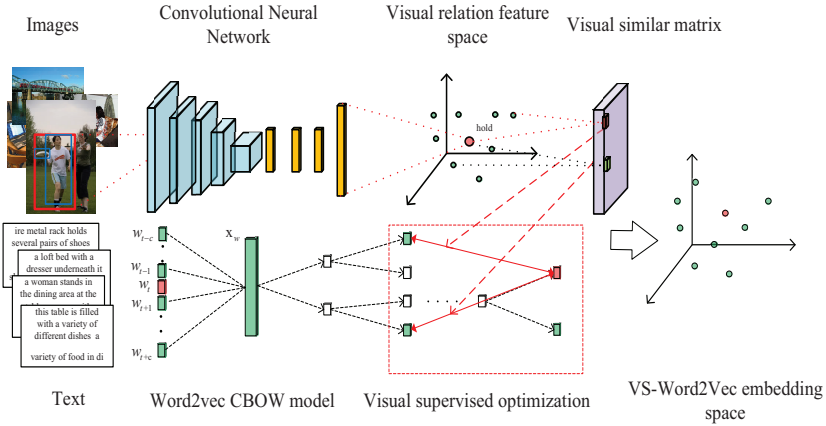 Images
Convolutional Neural
Network
Visual relation feature
space
Visual similar matrix
hold
ire metal rack holds
several pairs of shoes
a loft bed with a
dresser underneath it
a woman stands in
the dining area at the
this table is filled
with a variety of
different dishes a
variety of food in di
w_{t-c}
w_{t-1}
w_t
w_{t+1}
w_{t+c}
x_w
Text
Word2vec CBOW model
Visual supervised optimization
VS-Word2Vec embedding
space